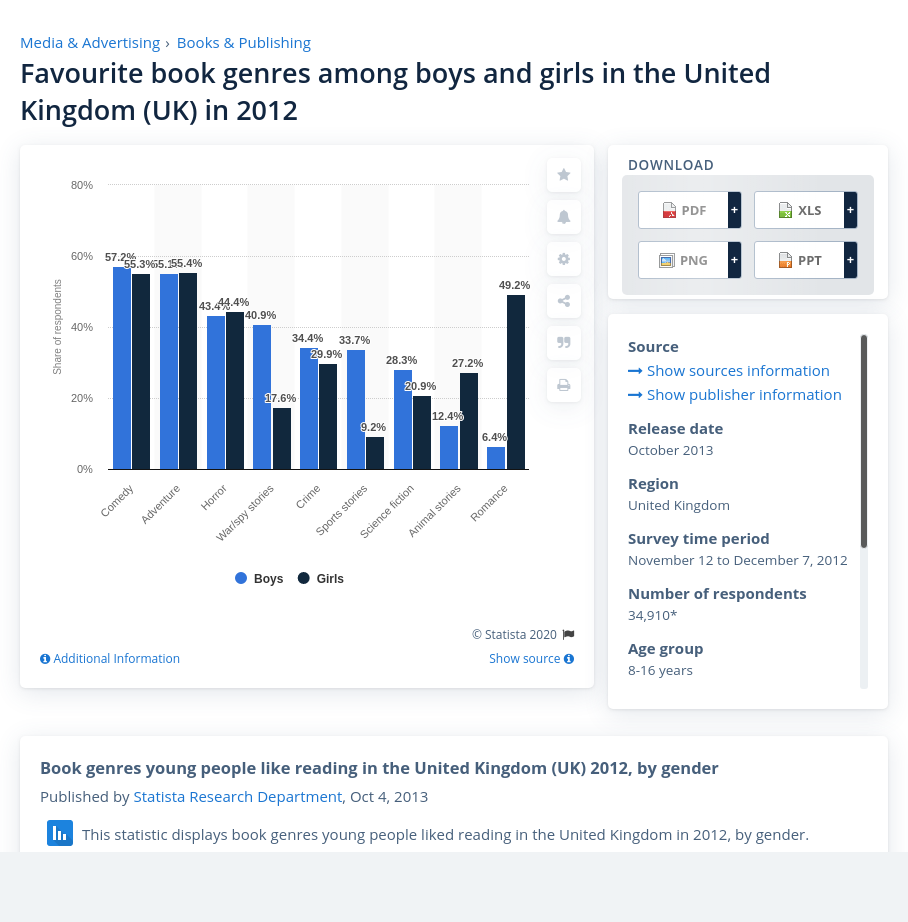 Media & Advertising › Books & Publishing
Favourite book genres among boys and girls in the United
Kingdom (UK) in 2012
80%
60%
40%
20%
0%
Share of respondents
57.2%
55.3%
55.4%
43.4%
44.4%
40.9%
17.6%
34.4%
29.9%
33.7%
9.2%
28.3%
20.9%
12.4%
27.2%
6.4%
49.2%
Comedy
Adventure
Horror
War/spy stories
Crime
Sports stories
Science fiction
Animal stories
Romance
Boys Girls
© Statista 2020
Additional Information
Show source
DOWNLOAD
PDF + XLS +
PNG + PPT +
Source
Show sources information
Show publisher information
Release date
October 2013
Region
United Kingdom
Survey time period
November 12 to December 7, 2012
Number of respondents
34,910*
Age group
8-16 years
Book genres young people like reading in the United Kingdom (UK) 2012, by gender
Published by Statista Research Department, Oct 4, 2013
This statistic displays book genres young people liked reading in the United Kingdom in 2012, by gender.